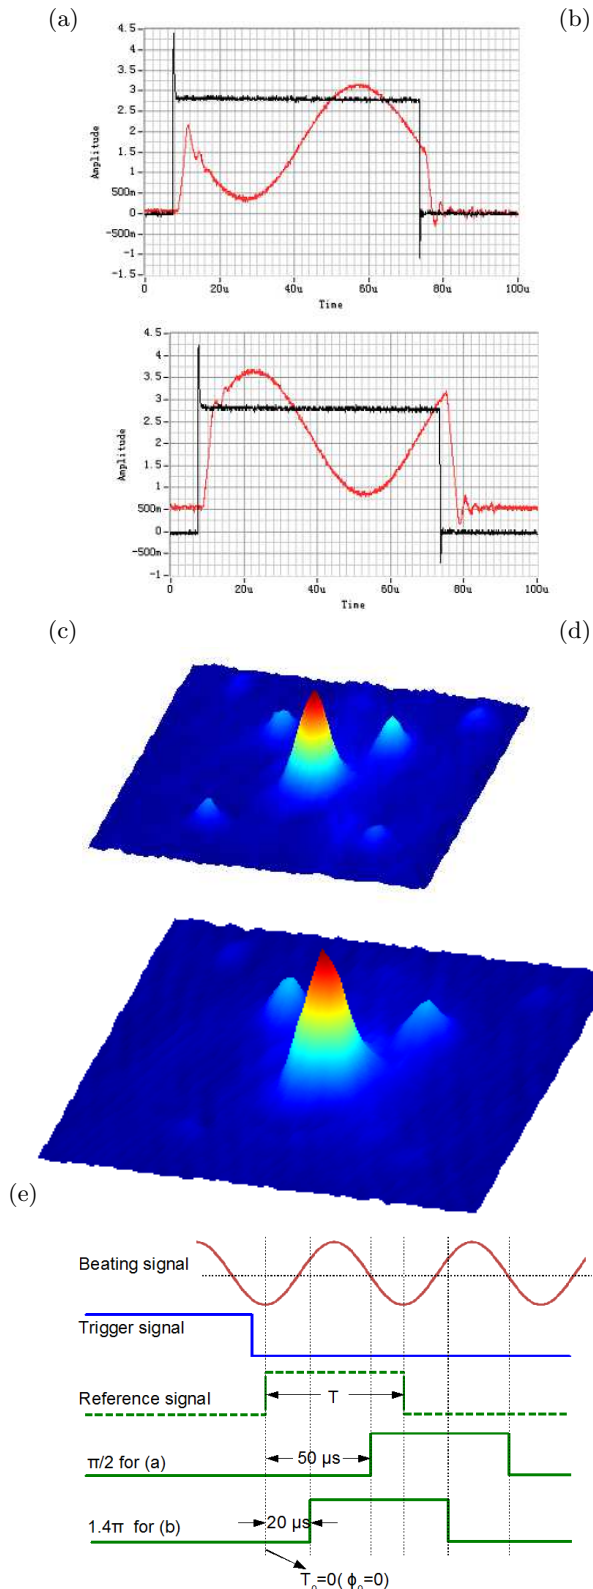 (a)
(b)
4.5
4
3.5
3
2.5
2
1.5
1
500m
0
-500m
-1
-1.5
Amplitude
0
20u
40u
60u
80u
100u
Time
4.5
4
3.5
3
2.5
2
1.5
1
500m
0
-500m
-1
Amplitude
0
20u
40u
60u
80u
100u
Time
(c)
(d)
(e)
Beating signal
Trigger signal
Reference signal
T
π/2 for (a)
50 μs
1.4π for (b)
20 μs
T₀=0( ϕ₀=0)